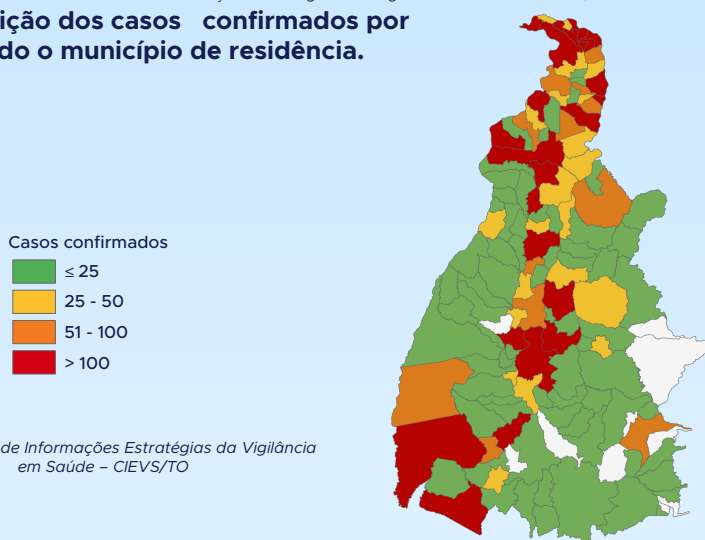 ição dos casos confirmados por
do o município de residência.
Casos confirmados
≤ 25
25 - 50
51 - 100
> 100
de Informações Estratégias da Vigilância
em Saúde – CIEVS/TO